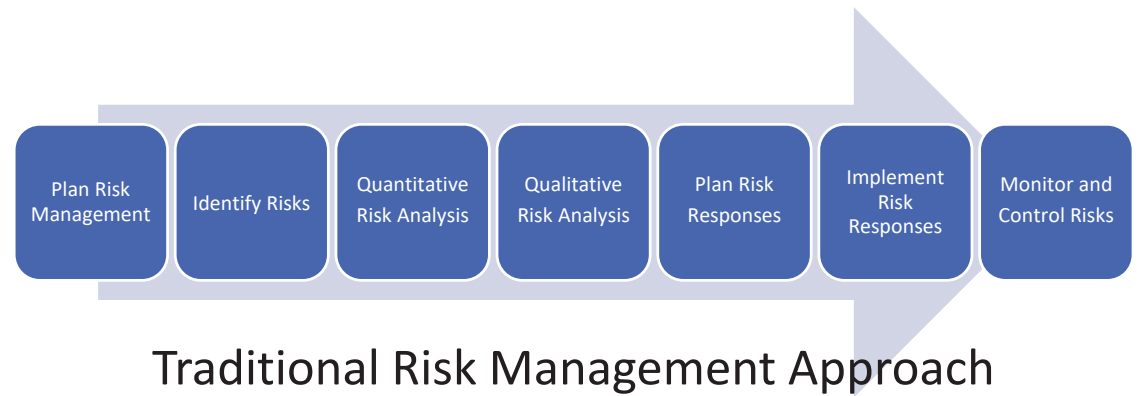 Plan Risk
Management
Identify Risks
Quantitative
Risk Analysis
Qualitative
Risk Analysis
Plan Risk
Responses
Implement
Risk
Responses
Monitor and
Control Risks
Traditional Risk Management Approach